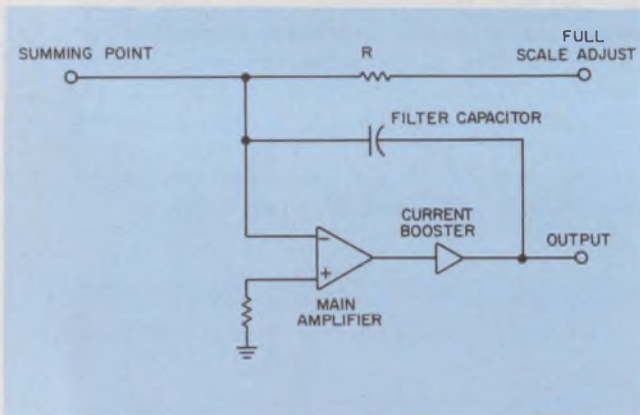 FULL
SUMMING POINT R SCALE ADJUST
FILTER CAPACITOR
CURRENT
BOOSTER
OUTPUT
−
+
MAIN
AMPLIFIER